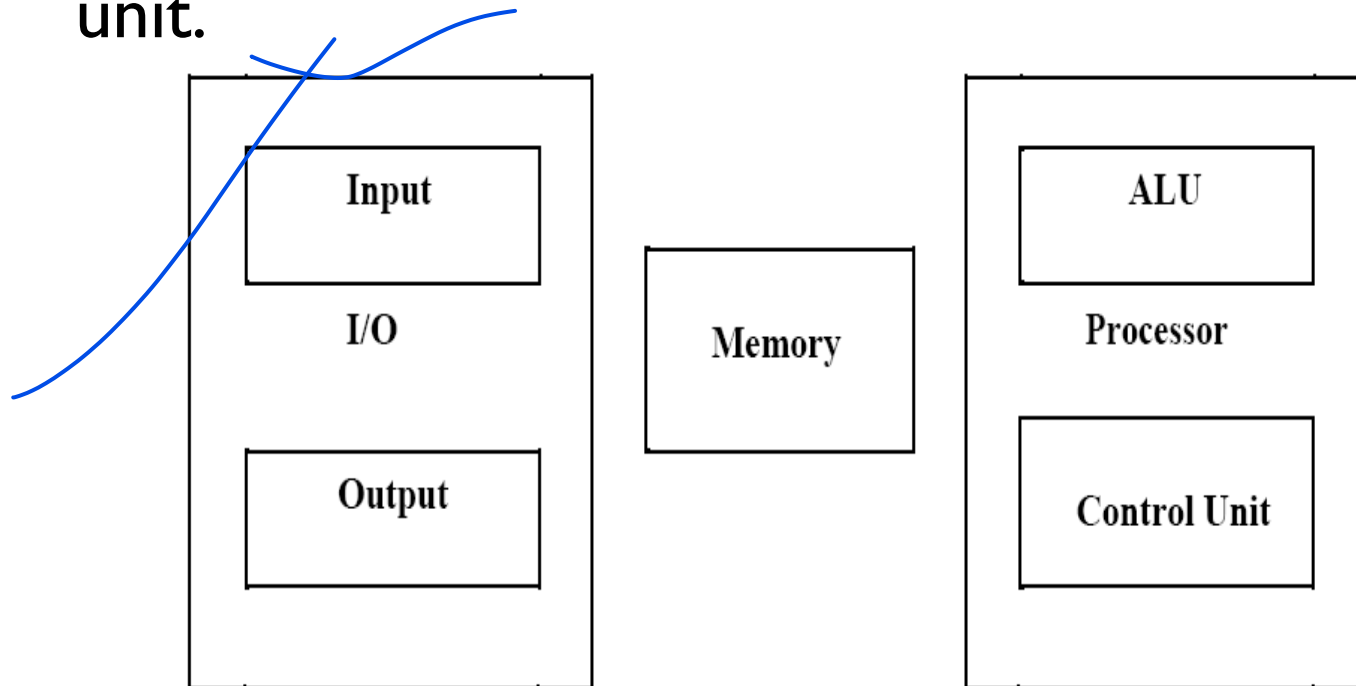 unit.
Input
I/O
Output
Memory
ALU
Processor
Control Unit